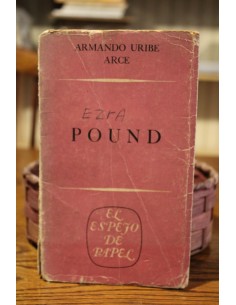 ARMANDO URIBE
ARCE
EZrA
POUND
EL
ESPEJO
DE
PAPEL